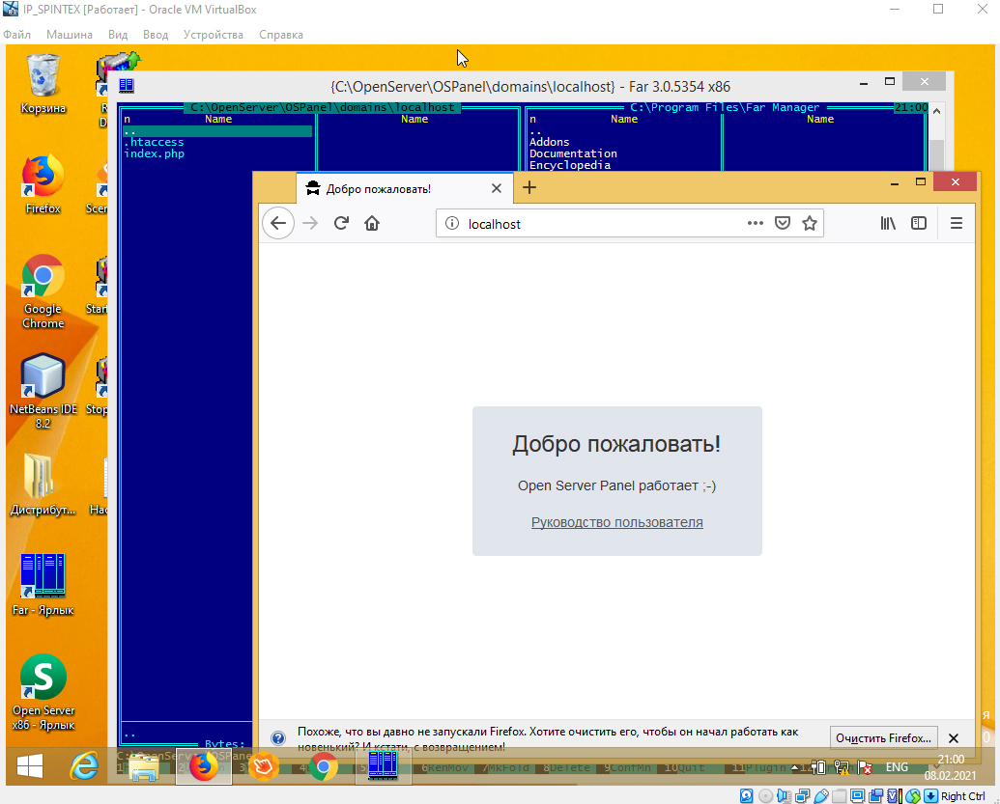 IP_SPINTEX [Работает] - Oracle VM VirtualBox
Файл Машина Вид Ввод Устройства Справка
Корзина
{C:\OpenServer\OSPanel\domains\localhost} - Far 3.0.5354 x86
C:\OpenServer\OSPanel\domains\localhost
C:\Program Files\Far Manager
21:00
n Name Name n Name Name
..
.htaccess
index.php
..
Addons
Documentation
Encyclopedia
Firefox
Добро пожаловать!
localhost
Google
Chrome
NetBeans IDE
8.2
Дистрибут...
Far - Ярлык
Open Server
x86 - Ярлык
Добро пожаловать!
Open Server Panel работает ;-)
Руководство пользователя
Похоже, что вы давно не запускали Firefox. Хотите очистить его, чтобы он начал работать как
новенький? И кстати, с возвращением!
Очистить Firefox...
..
Bytes:
6RenMov 7MkFold 8Delete 9ConfMn 10Quit 11Plugin
ENG
21:00
08.02.2021
Right Ctrl